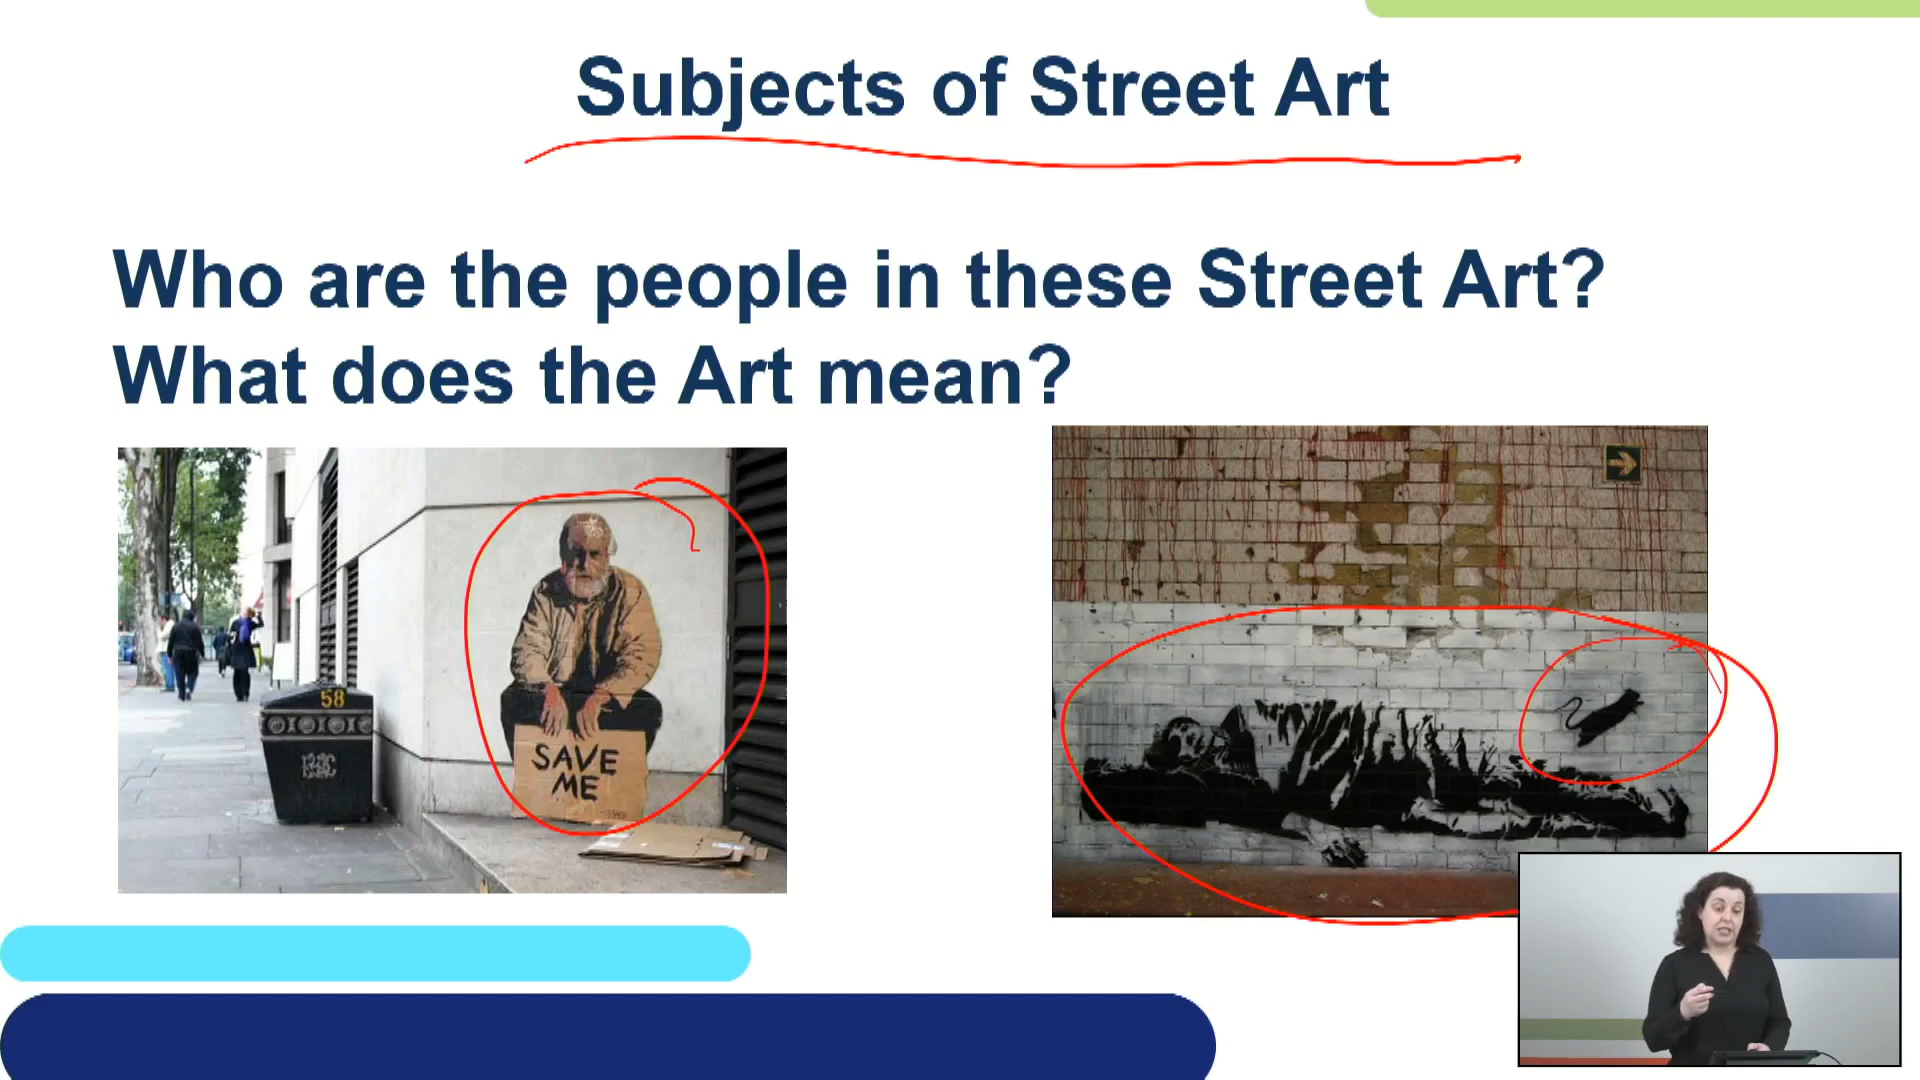 Subjects of Street Art
Who are the people in these Street Art?
What does the Art mean?
58
SAVE
ME